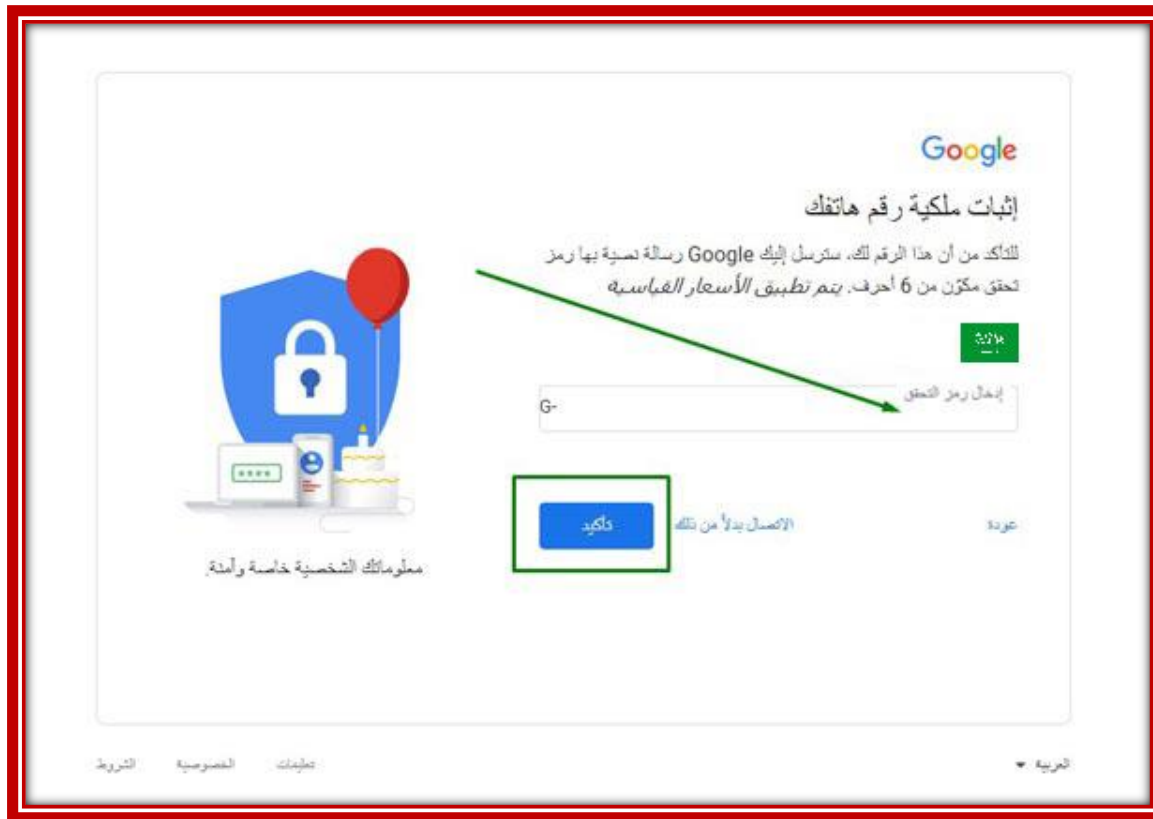 Google
إثبات ملكية رقم هاتفك
للتأكد من أن هذا الرقم لك، سترسل إليك Google رسالة نصية بها رمز
تحقق مكوّن من 6 أحرف. يتم تطبيق الأسعار القياسية
إدخال رمز التحقق
G-
عودة
الاتصال بدلاً من ذلك
تأكيد
معلوماتك الشخصية خاصة وآمنة.
العربية
تعليمات
الخصوصية
الشروط